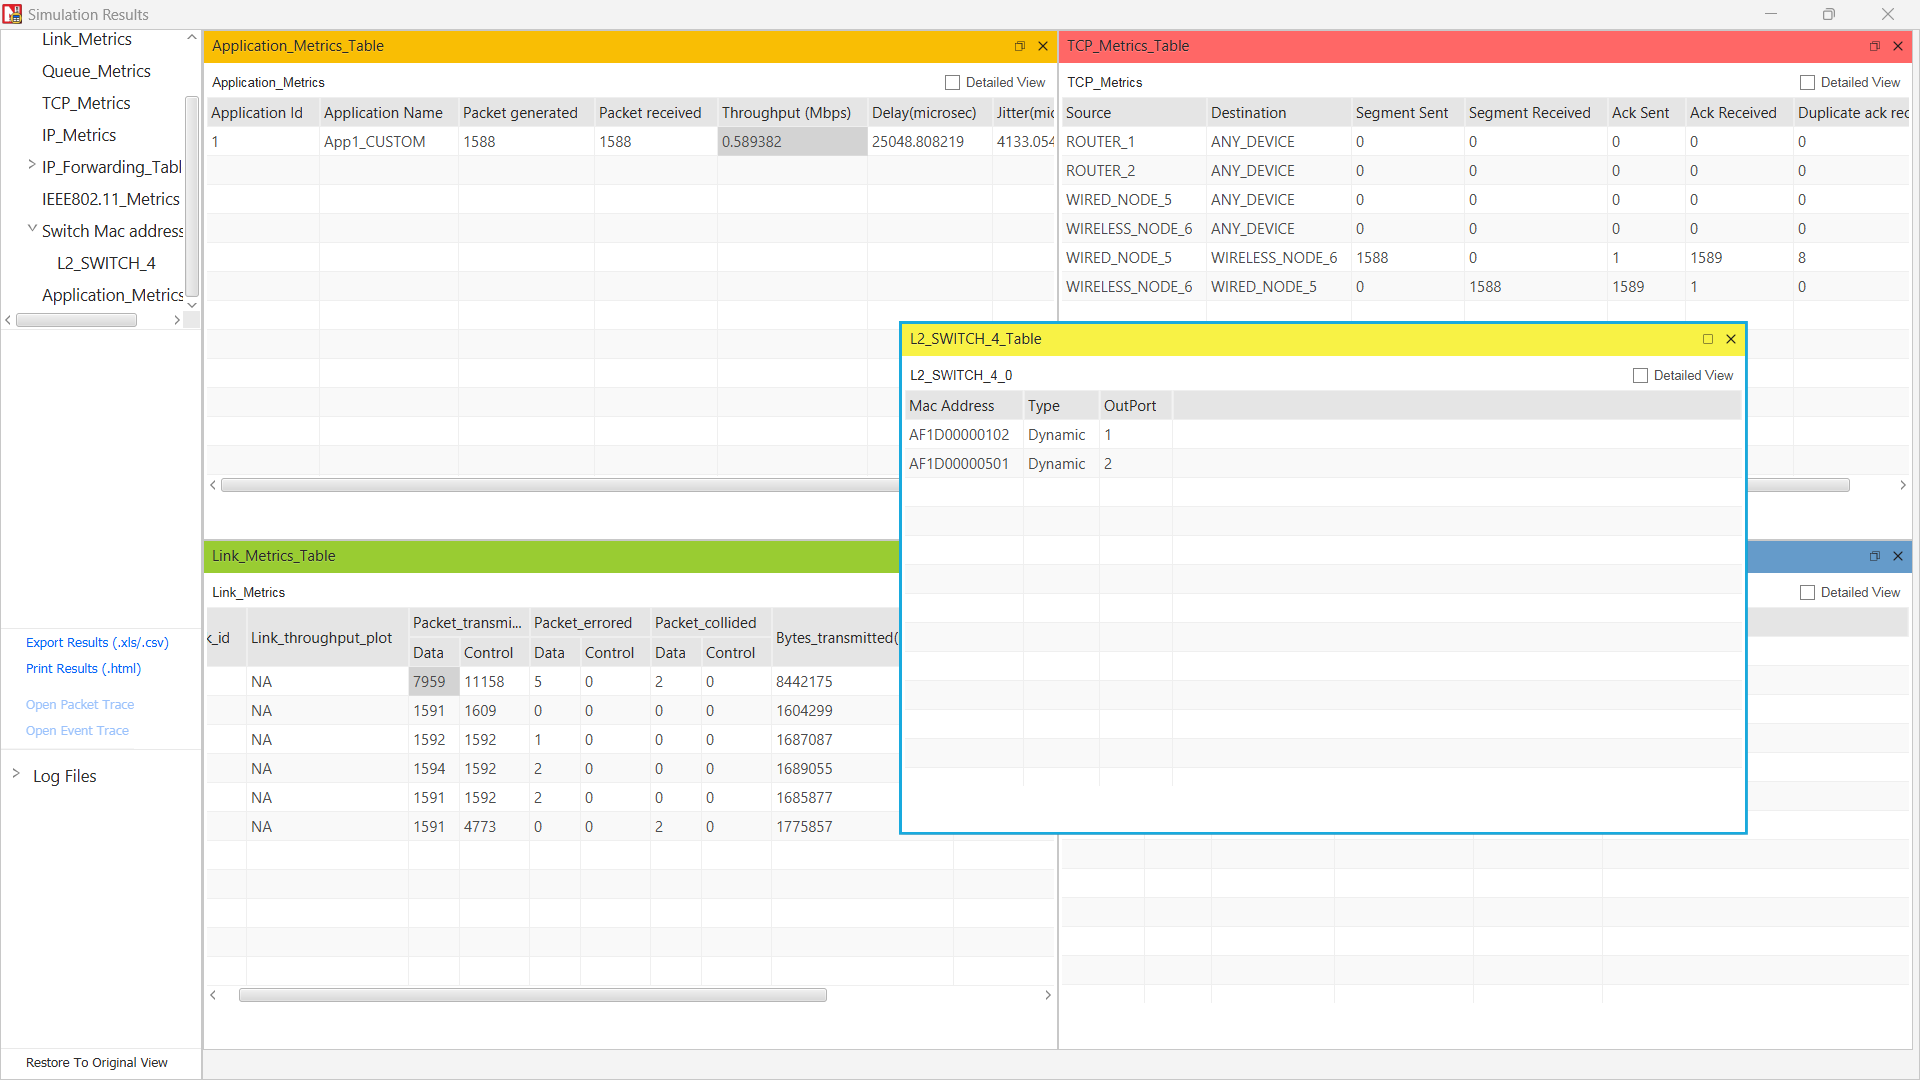 Simulation Results
Link_Metrics
Queue_Metrics
TCP_Metrics
IP_Metrics
IP_Forwarding_Tabl
IEEE802.11_Metrics
Switch Mac address
L2_SWITCH_4
Application_Metrics
Export Results (.xls/.csv)
Print Results (.html)
Open Packet Trace
Open Event Trace
Log Files
Restore To Original View
Application_Metrics_Table
Application_Metrics Detailed View
Application Id Application Name Packet generated Packet received Throughput (Mbps) Delay(microsec) Jitter(mic
1 App1_CUSTOM 1588 1588 0.589382 25048.808219 4133.054
TCP_Metrics_Table
TCP_Metrics Detailed View
Source Destination Segment Sent Segment Received Ack Sent Ack Received Duplicate ack rec
ROUTER_1 ANY_DEVICE 0 0 0 0 0
ROUTER_2 ANY_DEVICE 0 0 0 0 0
WIRED_NODE_5 ANY_DEVICE 0 0 0 0 0
WIRELESS_NODE_6 ANY_DEVICE 0 0 0 0 0
WIRED_NODE_5 WIRELESS_NODE_6 1588 0 1 1589 8
WIRELESS_NODE_6 WIRED_NODE_5 0 1588 1589 1 0
L2_SWITCH_4_Table
L2_SWITCH_4_0 Detailed View
Mac Address Type OutPort
AF1D00000102 Dynamic 1
AF1D00000501 Dynamic 2
Link_Metrics_Table
Link_Metrics
_id Link_throughput_plot Packet_transmi... Packet_errored Packet_collided Bytes_transmitted(
Data Control Data Control Data Control
NA 7959 11158 5 0 2 0 8442175
NA 1591 1609 0 0 0 0 1604299
NA 1592 1592 1 0 0 0 1687087
NA 1594 1592 2 0 0 0 1689055
NA 1591 1592 2 0 0 0 1685877
NA 1591 4773 0 0 2 0 1775857
Detailed View